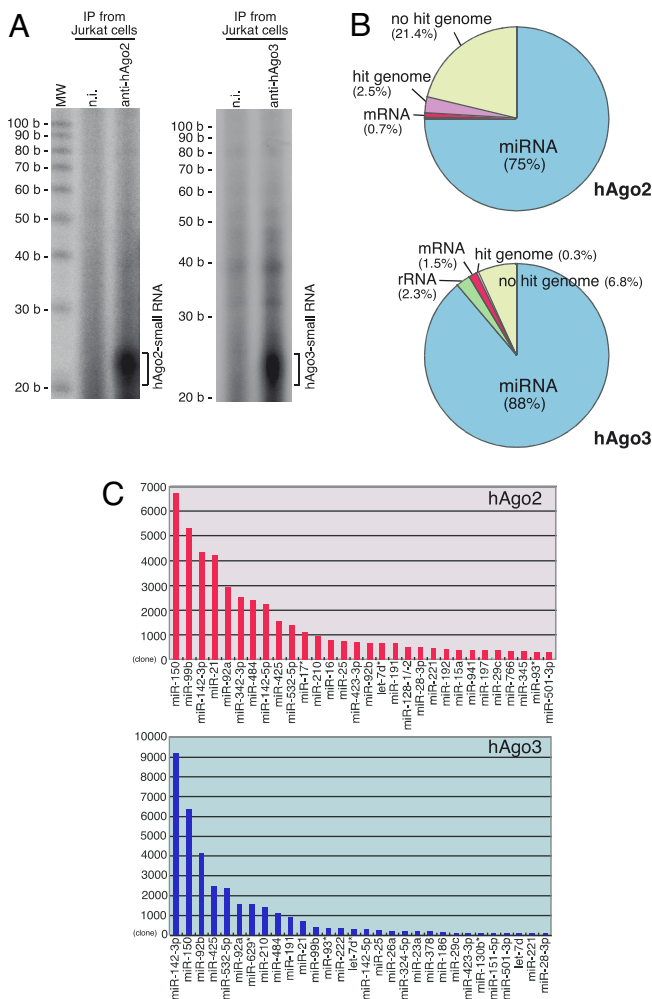 A
IP from
Jurkat cells
MW
n.i.
anti-hAgo2
100 b -
90 b -
80 b -
70 b -
60 b -
50 b -
40 b -
30 b -
20 b -
hAgo2-small RNA
IP from
Jurkat cells
n.i.
anti-hAgo3
100 b -
90 b -
80 b -
70 b -
60 b -
50 b -
40 b -
30 b -
20 b -
hAgo3-small RNA
B
no hit genome
(21.4%)
hit genome
(2.5%)
mRNA
(0.7%)
miRNA
(75%)
hAgo2
mRNA
(1.5%)
hit genome (0.3%)
rRNA
(2.3%)
no hit genome (6.8%)
miRNA
(88%)
hAgo3
C
hAgo2
7000
6000
5000
4000
3000
2000
1000
0
(clone)
miR-150
miR-99b
miR-142-3p
miR-21
miR-92a
miR-342-3p
miR-484
miR-142-5p
miR-425
miR-532-5p
miR-17*
miR-210
miR-16
miR-25
miR-423-3p
miR-92b
let-7d*
miR-191
miR-128-1/-2
miR-28-3p
miR-221
miR-192
miR-15a
miR-941
miR-197
miR-29c
miR-766
miR-345
miR-93*
miR-501-3p
hAgo3
10000
9000
8000
7000
6000
5000
4000
3000
2000
1000
0
(clone)
miR-142-3p
miR-150
miR-92b
miR-425
miR-532-5p
miR-92a
miR-629*
miR-210
miR-484
miR-191
miR-21
miR-99b
miR-93*
miR-222
let-7d*
miR-142-5p
miR-25
miR-26a
miR-324-5p
miR-23a
miR-378
miR-186
miR-29c
miR-423-3p
miR-130b*
miR-151-5p
miR-501-3p
let-7d
miR-221
miR-28-3p